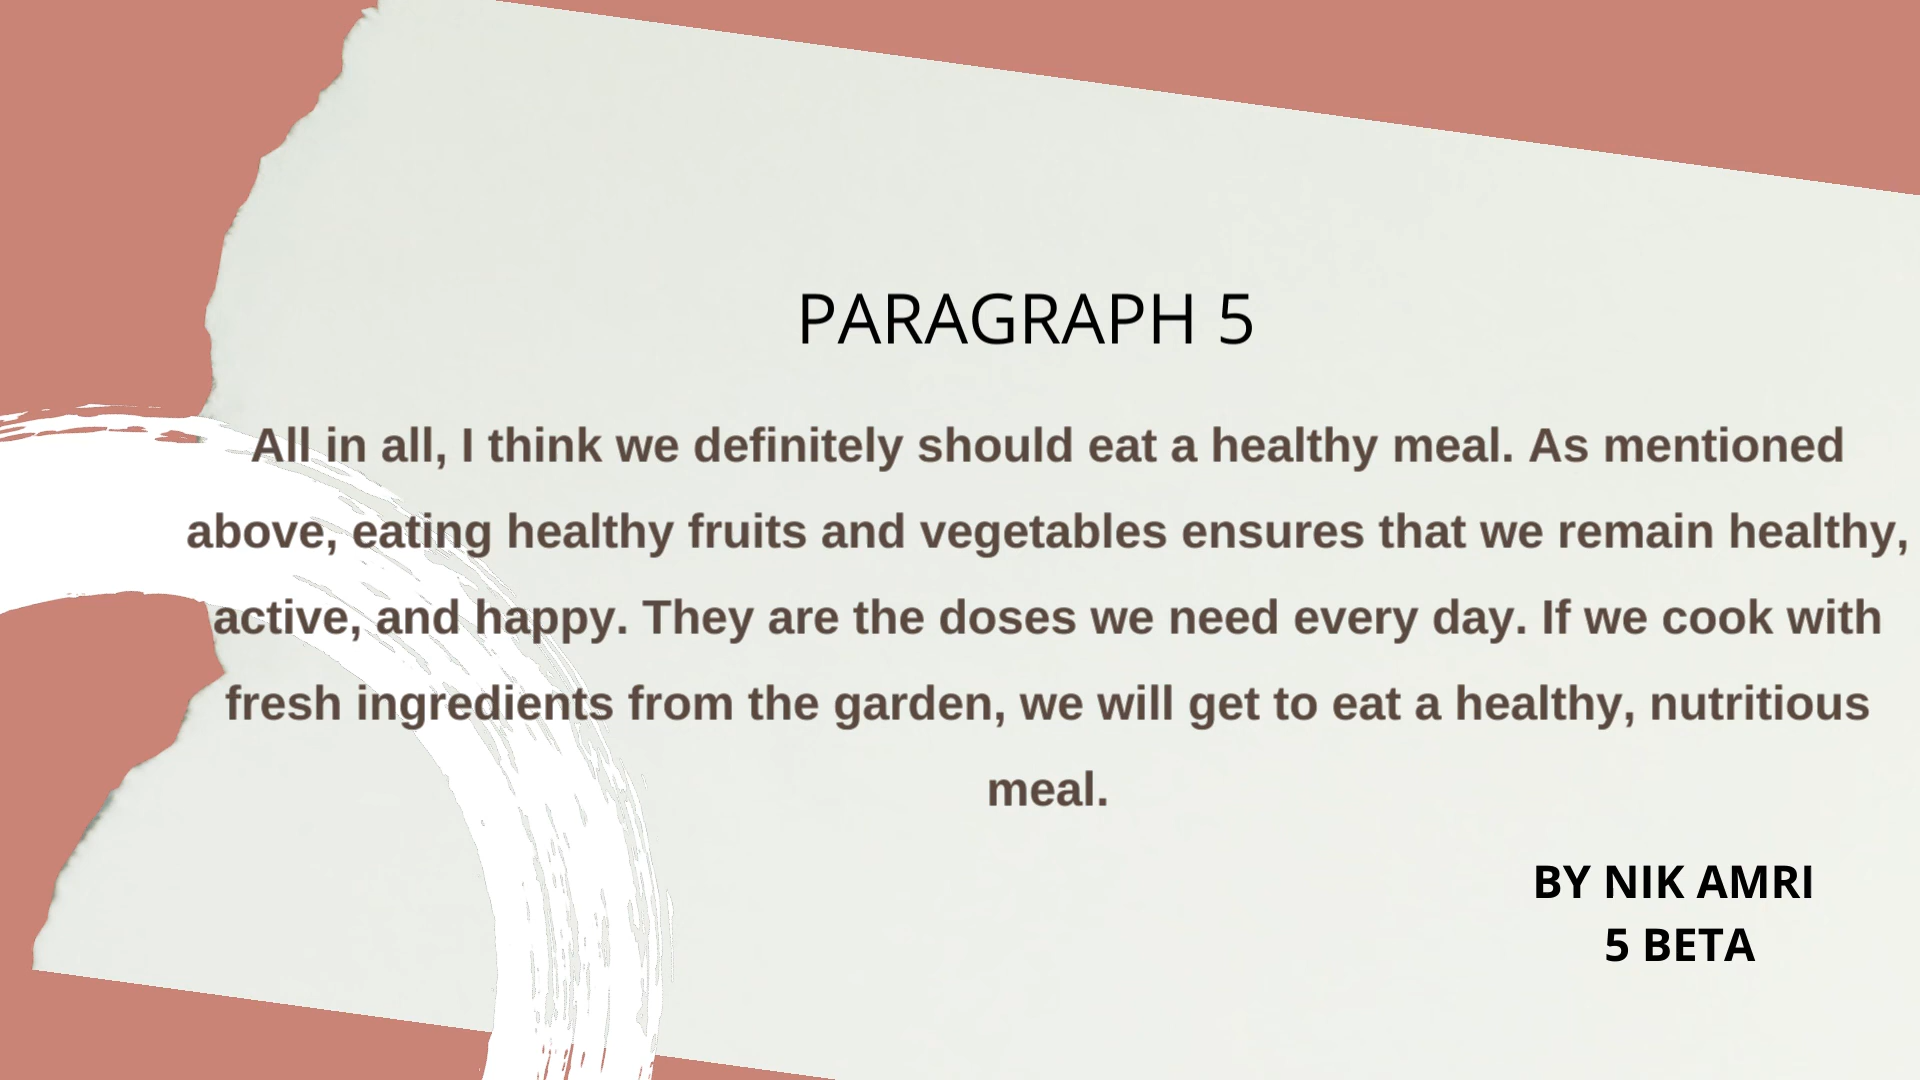 PARAGRAPH 5
All in all, I think we definitely should eat a healthy meal. As mentioned
above, eating healthy fruits and vegetables ensures that we remain healthy,
active, and happy. They are the doses we need every day. If we cook with
fresh ingredients from the garden, we will get to eat a healthy, nutritious
meal.
BY NIK AMRI
5 BETA